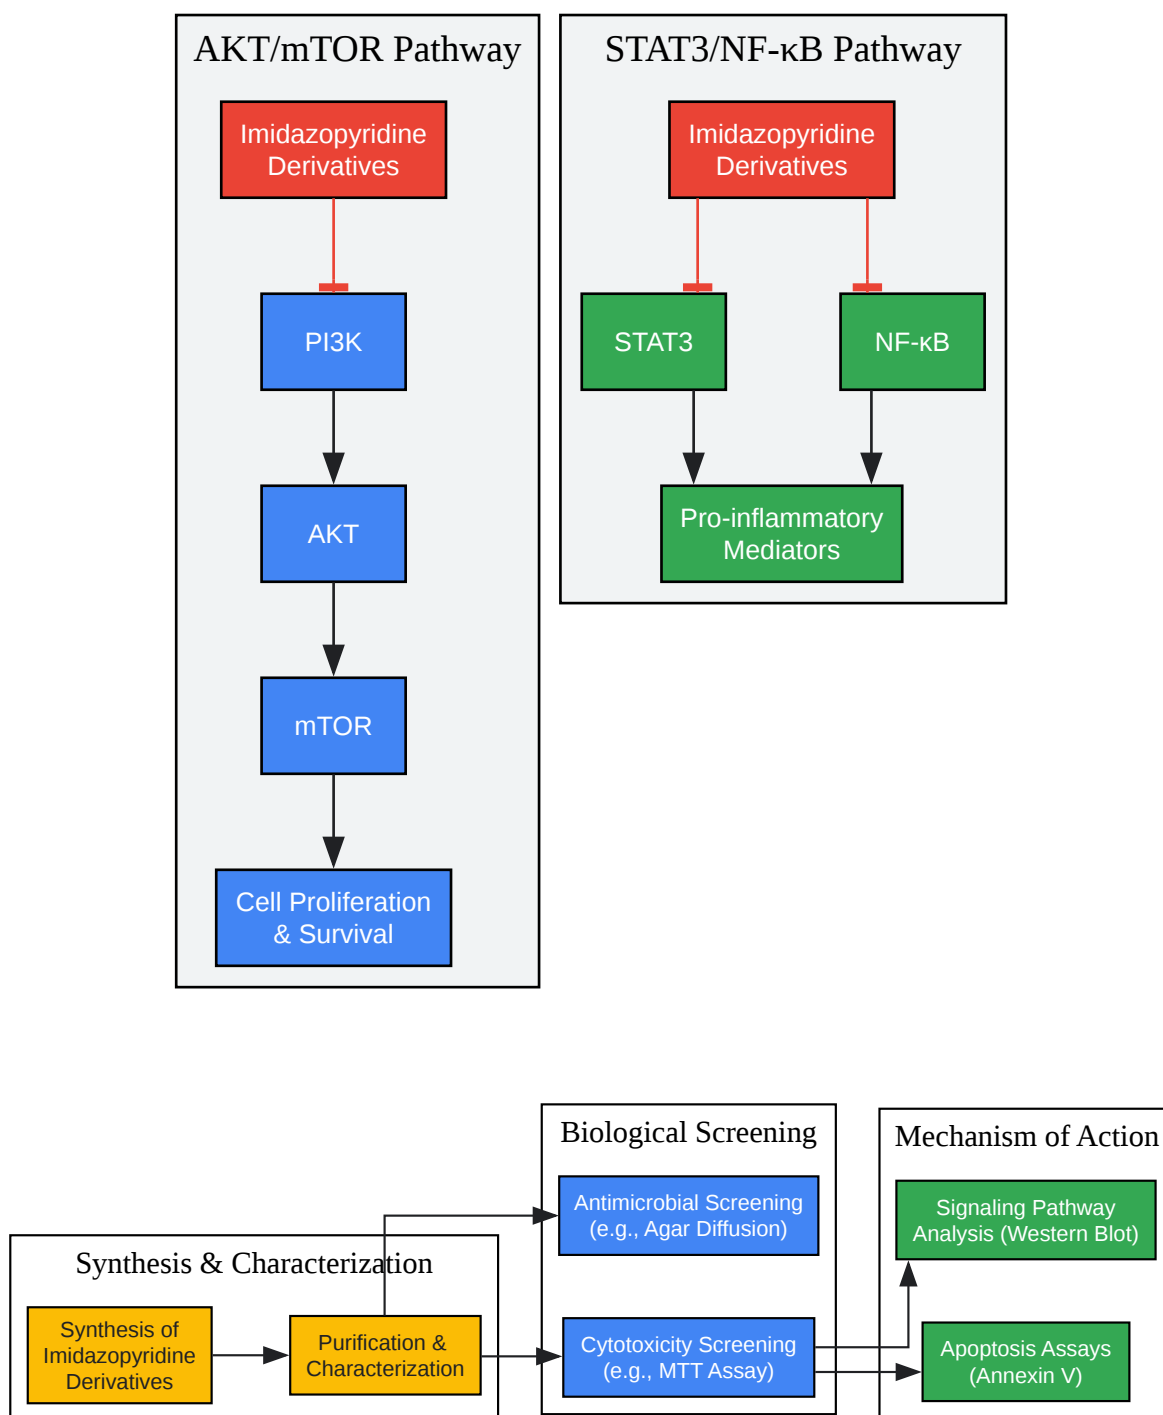 AKT/mTOR Pathway
Imidazopyridine
Derivatives
PI3K
AKT
mTOR
Cell Proliferation
& Survival
STAT3/NF-κB Pathway
Imidazopyridine
Derivatives
STAT3
NF-κB
Pro-inflammatory
Mediators
Synthesis & Characterization
Synthesis of
Imidazopyridine
Derivatives
Purification &
Characterization
Biological Screening
Antimicrobial Screening
(e.g., Agar Diffusion)
Cytotoxicity Screening
(e.g., MTT Assay)
Mechanism of Action
Signaling Pathway
Analysis (Western Blot)
Apoptosis Assays
(Annexin V)